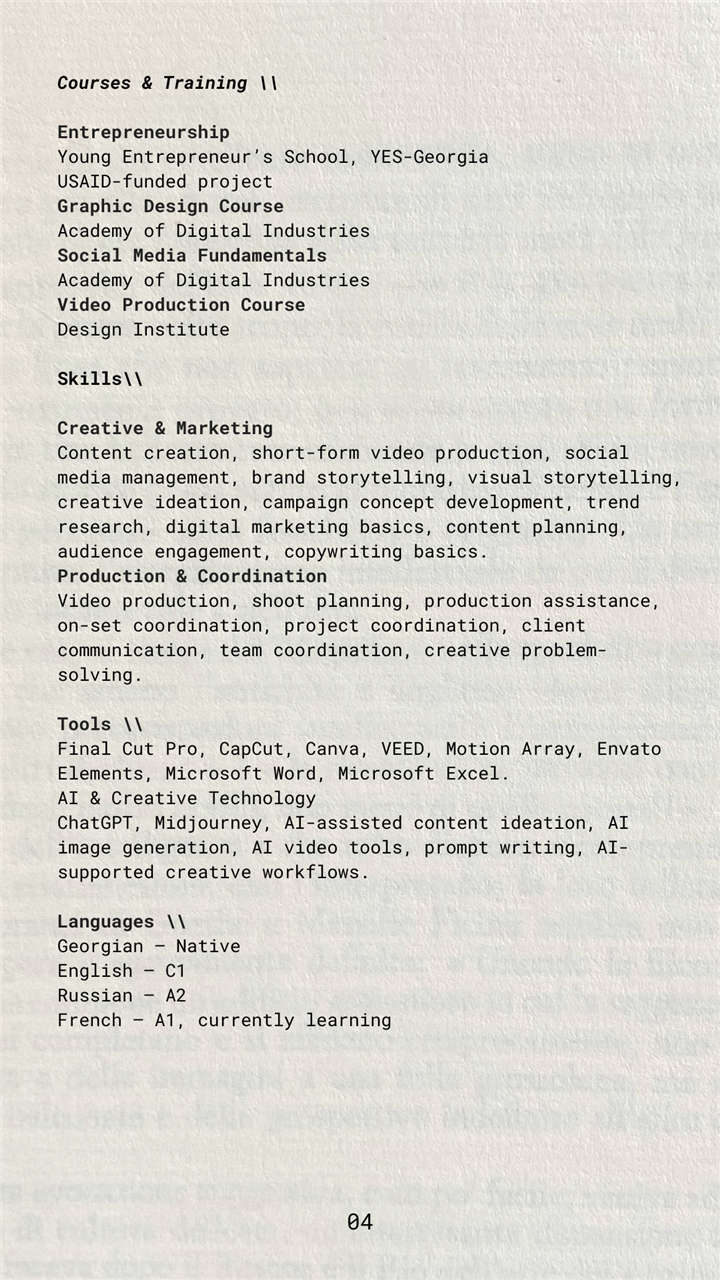 Courses & Training \\
Entrepreneurship
Young Entrepreneur’s School, YES-Georgia
USAID-funded project
Graphic Design Course
Academy of Digital Industries
Social Media Fundamentals
Academy of Digital Industries
Video Production Course
Design Institute
Skills\\
Creative & Marketing
Content creation, short-form video production, social
media management, brand storytelling, visual storytelling,
creative ideation, campaign concept development, trend
research, digital marketing basics, content planning,
audience engagement, copywriting basics.
Production & Coordination
Video production, shoot planning, production assistance,
on-set coordination, project coordination, client
communication, team coordination, creative problem-
solving.
Tools \\
Final Cut Pro, CapCut, Canva, VEED, Motion Array, Envato
Elements, Microsoft Word, Microsoft Excel.
AI & Creative Technology
ChatGPT, Midjourney, AI-assisted content ideation, AI
image generation, AI video tools, prompt writing, AI-
supported creative workflows.
Languages \\
Georgian — Native
English — C1
Russian — A2
French — A1, currently learning
04